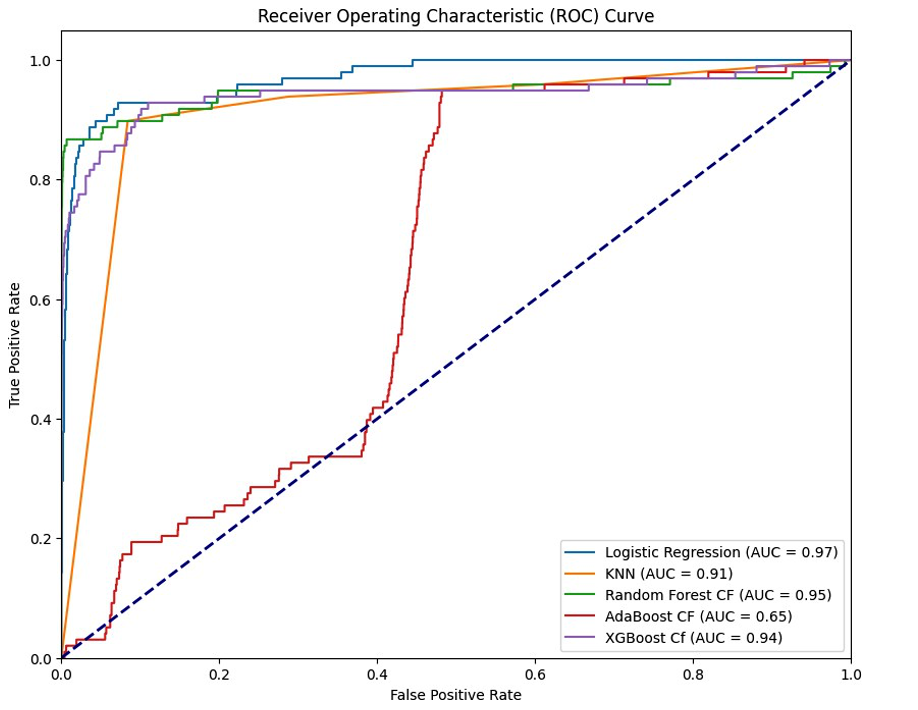 Receiver Operating Characteristic (ROC) Curve
1.0
0.8
0.6
0.4
0.2
0.0
True Positive Rate
Logistic Regression (AUC = 0.97)
KNN (AUC = 0.91)
Random Forest CF (AUC = 0.95)
AdaBoost CF (AUC = 0.65)
XGBoost Cf (AUC = 0.94)
0.0 0.2 0.4 0.6 0.8 1.0
False Positive Rate